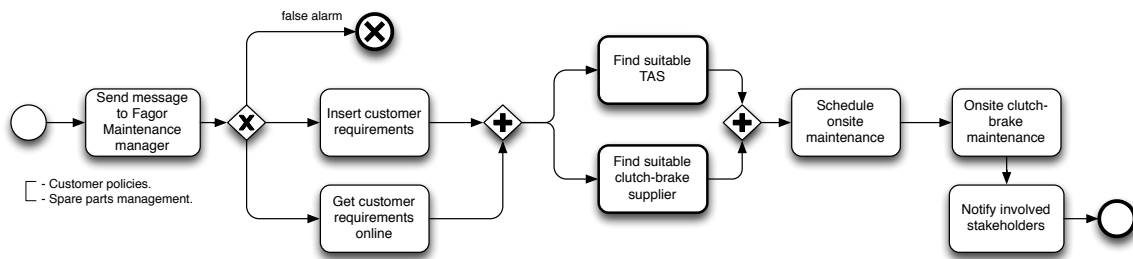 false alarm
Send message
to Fagor
Maintenance
manager
- Customer policies.
- Spare parts management.
Insert customer
requirements
Get customer
requirements
online
Find suitable
TAS
Find suitable
clutch-brake
supplier
Schedule
onsite
maintenance
Onsite clutch-
brake
maintenance
Notify involved
stakeholders